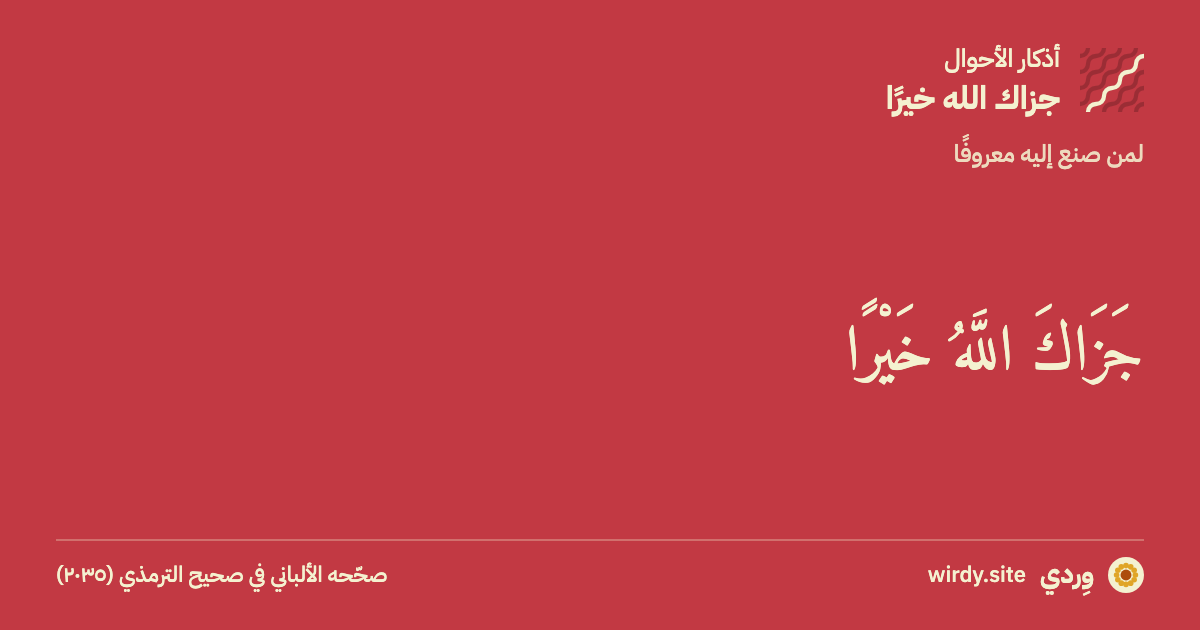 أذكار الأحوال
جزاك الله خيرًا
لمن صنع إليه معروفًا
جَزَاكَ اللَّهُ خَيْرًا
وِردي wirdy.site
صحّحه الألباني في صحيح الترمذي (٢٠٣٥)